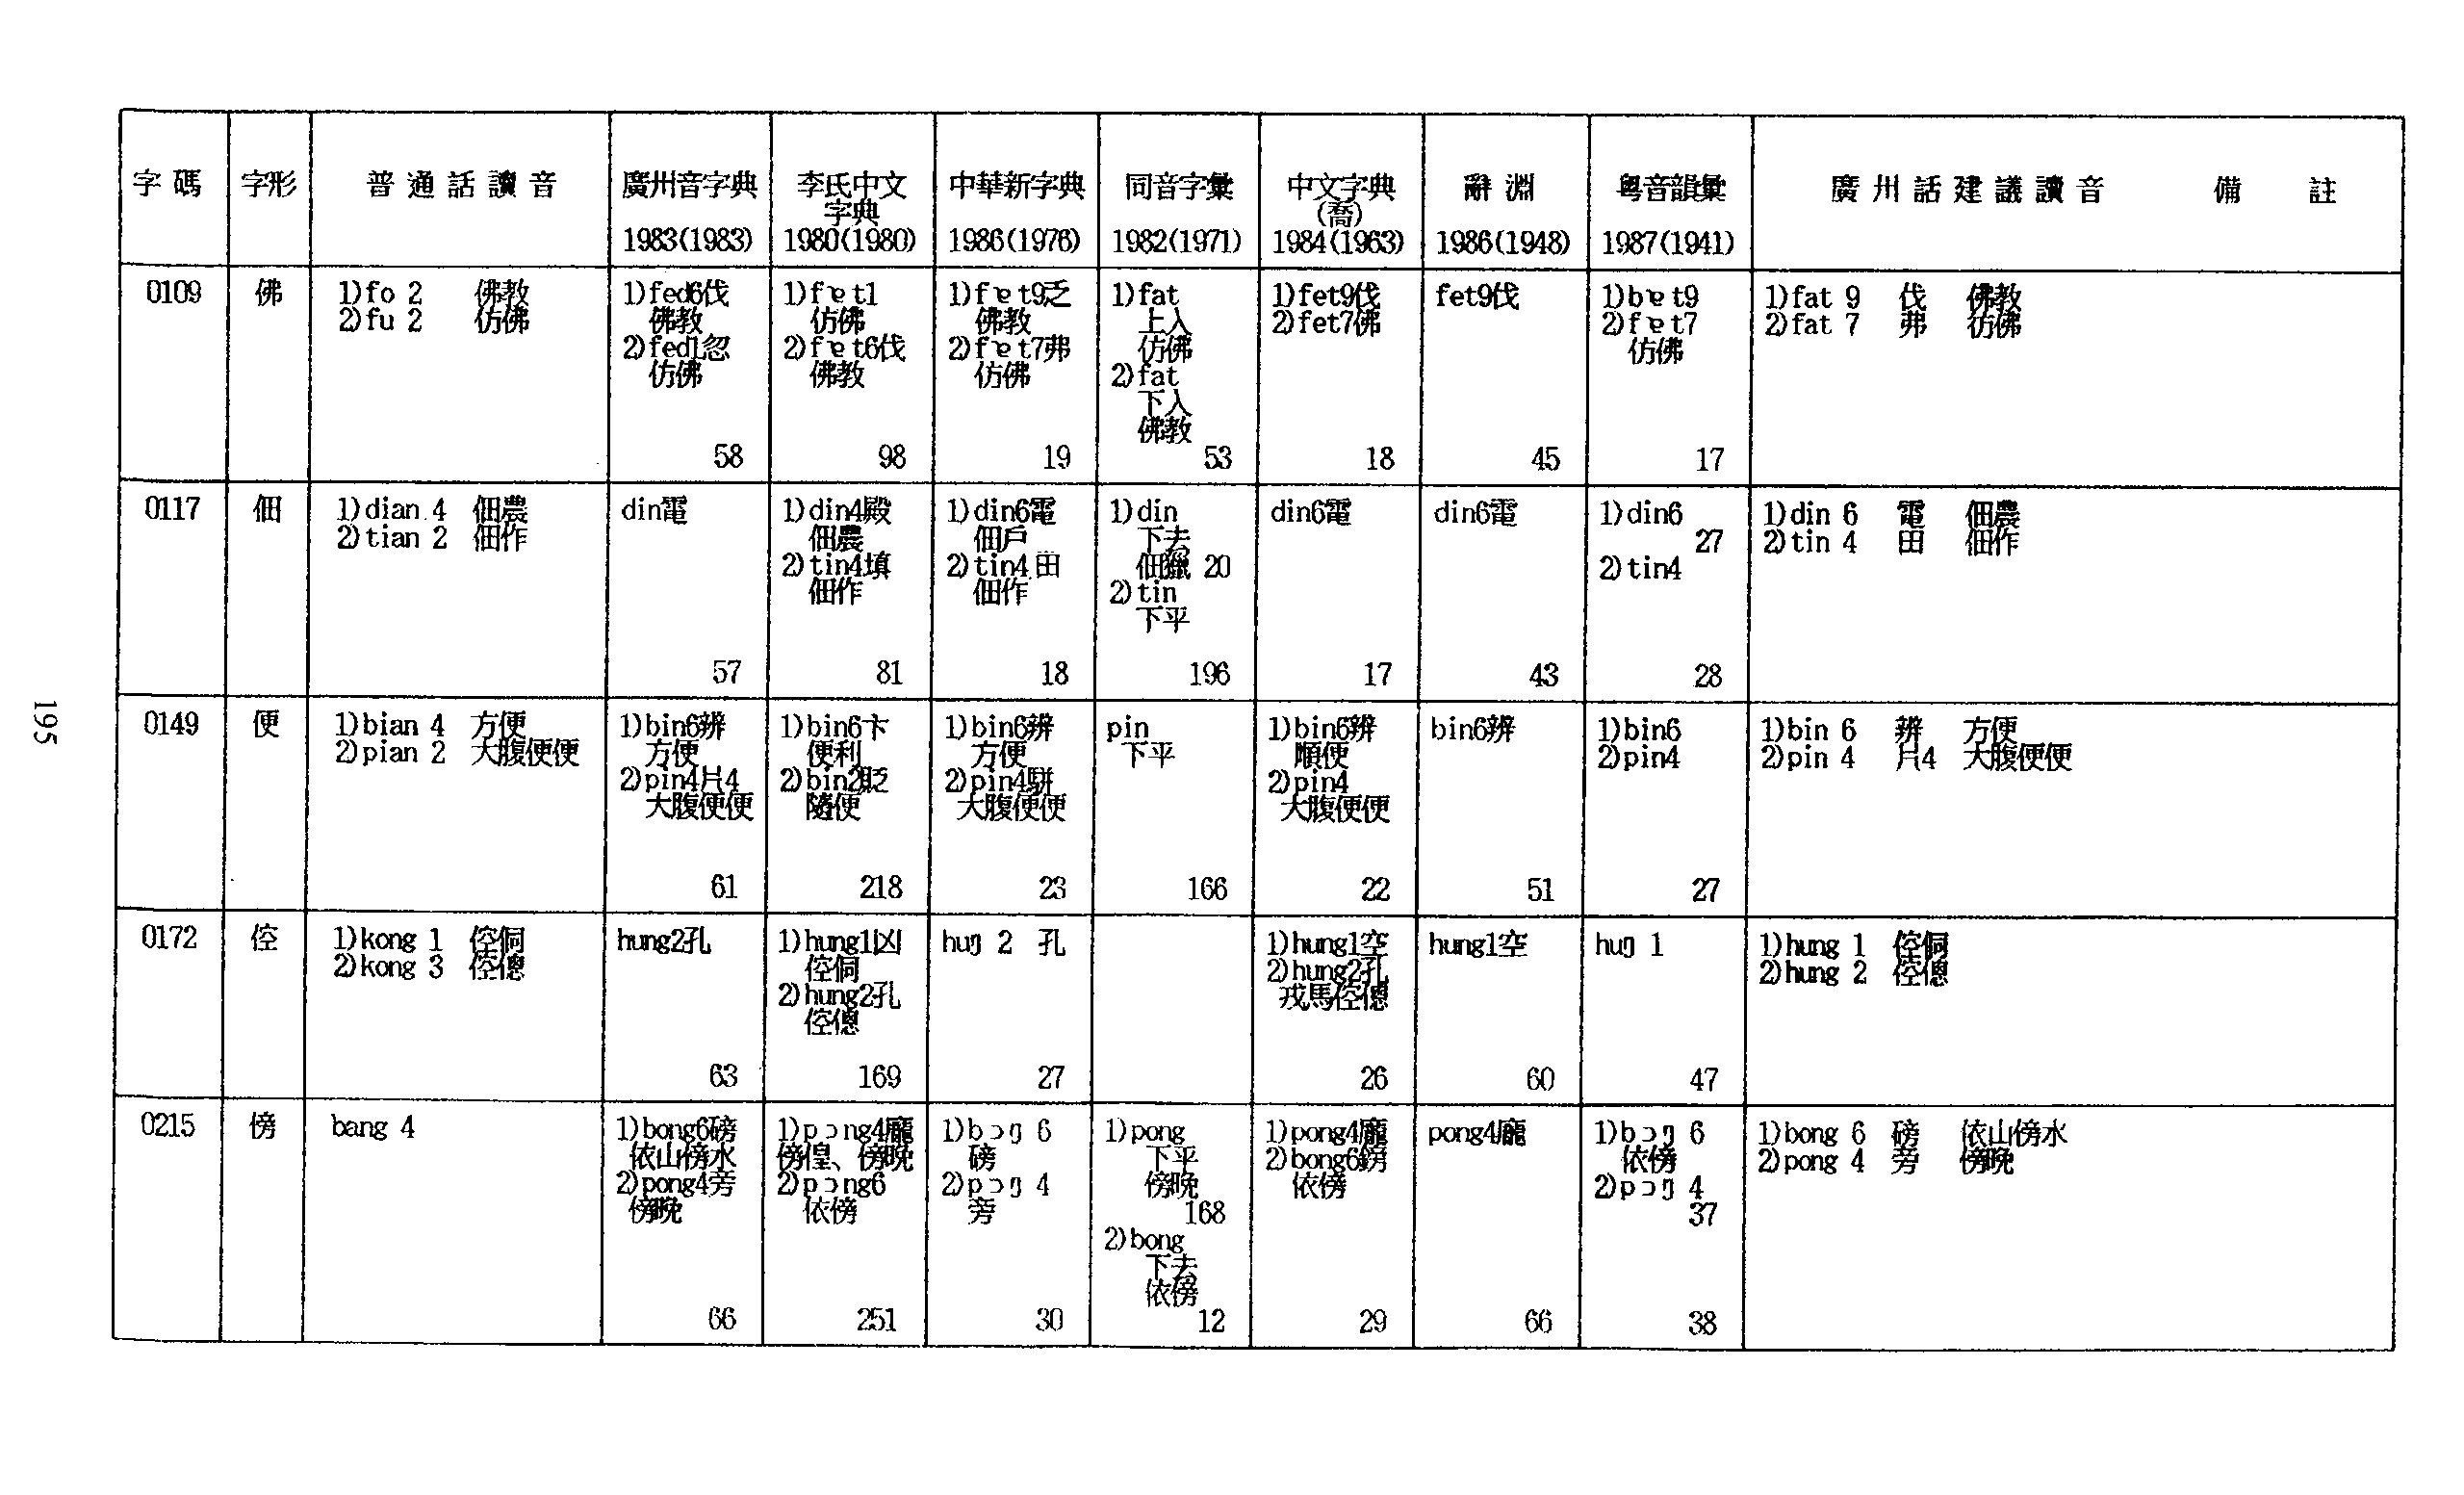 字碼 字形 普通話讀音 廣州音字典 李氏中文 中華新字典 同音字彙 中文字典 辭淵 粵音韻彙 廣州話建議讀音 備註
字典 (喬)
1983(1983) 1980(1980) 1986(1976) 1982(1971) 1984(1963) 1986(1948) 1987(1941)
0109 佛 1)fo 2 佛教 1)fed6伐 1)fɐt1 1)fɐt9乏 1)fat 1)fet9伐 fet9伐 1)bɐt9 1)fat 9 伐 佛教
2)fu 2 仿佛 佛教 仿佛 佛教 上入 2)fet7佛 2)fɐt7 2)fat 7 弗 彷佛
2)fed1忽 2)fɐt6伐 2)fɐt7弗 仿佛 仿佛
仿佛 佛教 仿佛 2)fat
下入
佛教
58 98 19 53 18 45 17
0117 佃 1)dian 4 佃農 din電 1)din4殿 1)din6電 1)din din6電 din6電 1)din6 1)din 6 電 佃農
2)tian 2 佃作 佃農 佃戶 下去 27 2)tin 4 田 佃作
2)tin4填 2)tin4田 佃獵 20 2)tin4
佃作 佃作 2)tin
下平
57 81 18 196 17 43 28
0149 便 1)bian 4 方便 1)bin6辨 1)bin6卞 1)bin6辨 pin 1)bin6辨 bin6辨 1)bin6 1)bin 6 辨 方便
2)pian 2 大腹便便 方便 便利 方便 下平 順便 2)pin4 2)pin 4 片4 大腹便便
2)pin4片4 2)bin2貶 2)pin4駢 2)pin4
大腹便便 隨便 大腹便便 大腹便便
61 218 23 166 22 51 27
0172 倥 1)kong 1 倥侗 hung2孔 1)hung1凶 huŋ 2 孔 1)hung1空 hung1空 huŋ 1 1)hung 1 倥侗
2)kong 3 倥傯 倥侗 2)hung2孔 2)hung 2 倥傯
2)hung2孔 戎馬倥傯
倥傯
63 169 27 26 60 47
0215 傍 bang 4 1)bong6磅 1)pɔng4龐 1)bɔŋ 6 1)pong 1)pong4龐 pong4龐 1)bɔŋ 6 1)bong 6 磅 依山傍水
依山傍水 傍偟、傍晚 磅 下平 2)bong6鎊 依傍 2)pong 4 旁 傍晚
2)pong4旁 2)pɔng6 2)pɔŋ 4 傍晚 依傍 2)pɔŋ 4
傍晚 依傍 旁 168 37
2)bong
下去
依傍
66 251 30 12 29 66 38
195